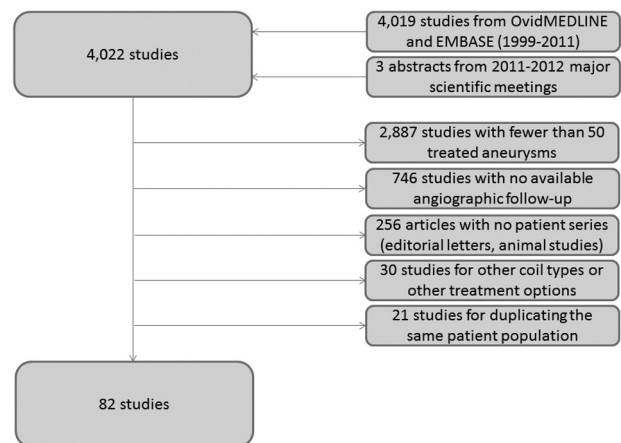 4,022 studies
4,019 studies from OvidMEDLINE
and EMBASE (1999-2011)
3 abstracts from 2011-2012 major
scientific meetings
2,887 studies with fewer than 50
treated aneurysms
746 studies with no available
angiographic follow-up
256 articles with no patient series
(editorial letters, animal studies)
30 studies for other coil types or
other treatment options
21 studies for duplicating the
same patient population
82 studies